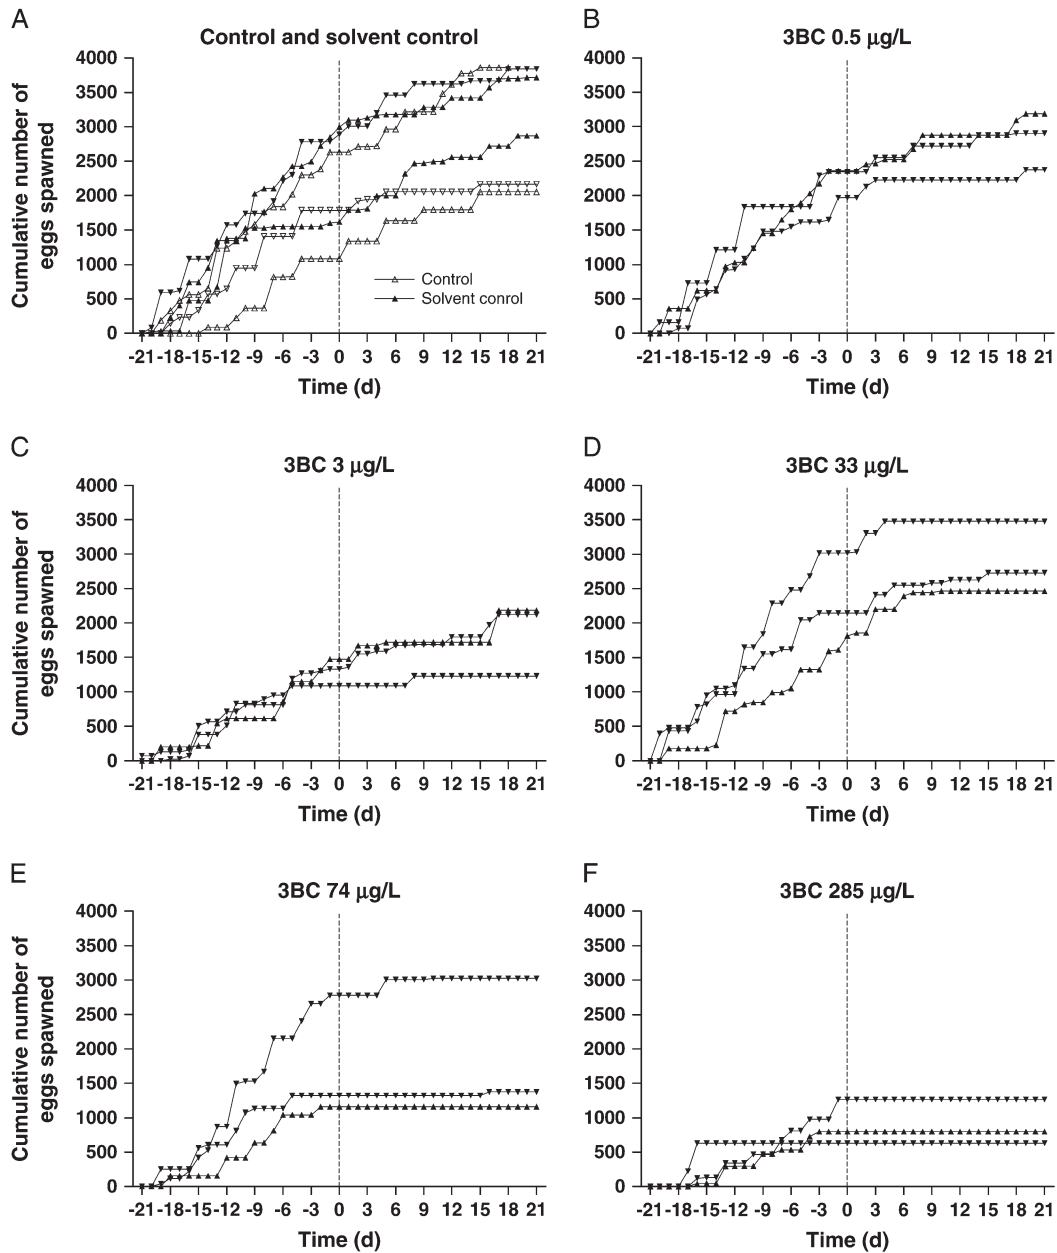 A
Control and solvent control
Cumulative number of
eggs spawned
4000
3500
3000
2500
2000
1500
1000
500
0
Control
Solvent conrol
-21 -18 -15 -12 -9 -6 -3 0 3 6 9 12 15 18 21
Time (d)
B
3BC 0.5 µg/L
4000
3500
3000
2500
2000
1500
1000
500
0
-21 -18 -15 -12 -9 -6 -3 0 3 6 9 12 15 18 21
Time (d)
C
3BC 3 µg/L
Cumulative number of
eggs spawned
4000
3500
3000
2500
2000
1500
1000
500
0
-21 -18 -15 -12 -9 -6 -3 0 3 6 9 12 15 18 21
Time (d)
D
3BC 33 µg/L
4000
3500
3000
2500
2000
1500
1000
500
0
-21 -18 -15 -12 -9 -6 -3 0 3 6 9 12 15 18 21
Time (d)
E
3BC 74 µg/L
Cumulative number of
eggs spawned
4000
3500
3000
2500
2000
1500
1000
500
0
-21 -18 -15 -12 -9 -6 -3 0 3 6 9 12 15 18 21
Time (d)
F
3BC 285 µg/L
4000
3500
3000
2500
2000
1500
1000
500
0
-21 -18 -15 -12 -9 -6 -3 0 3 6 9 12 15 18 21
Time (d)